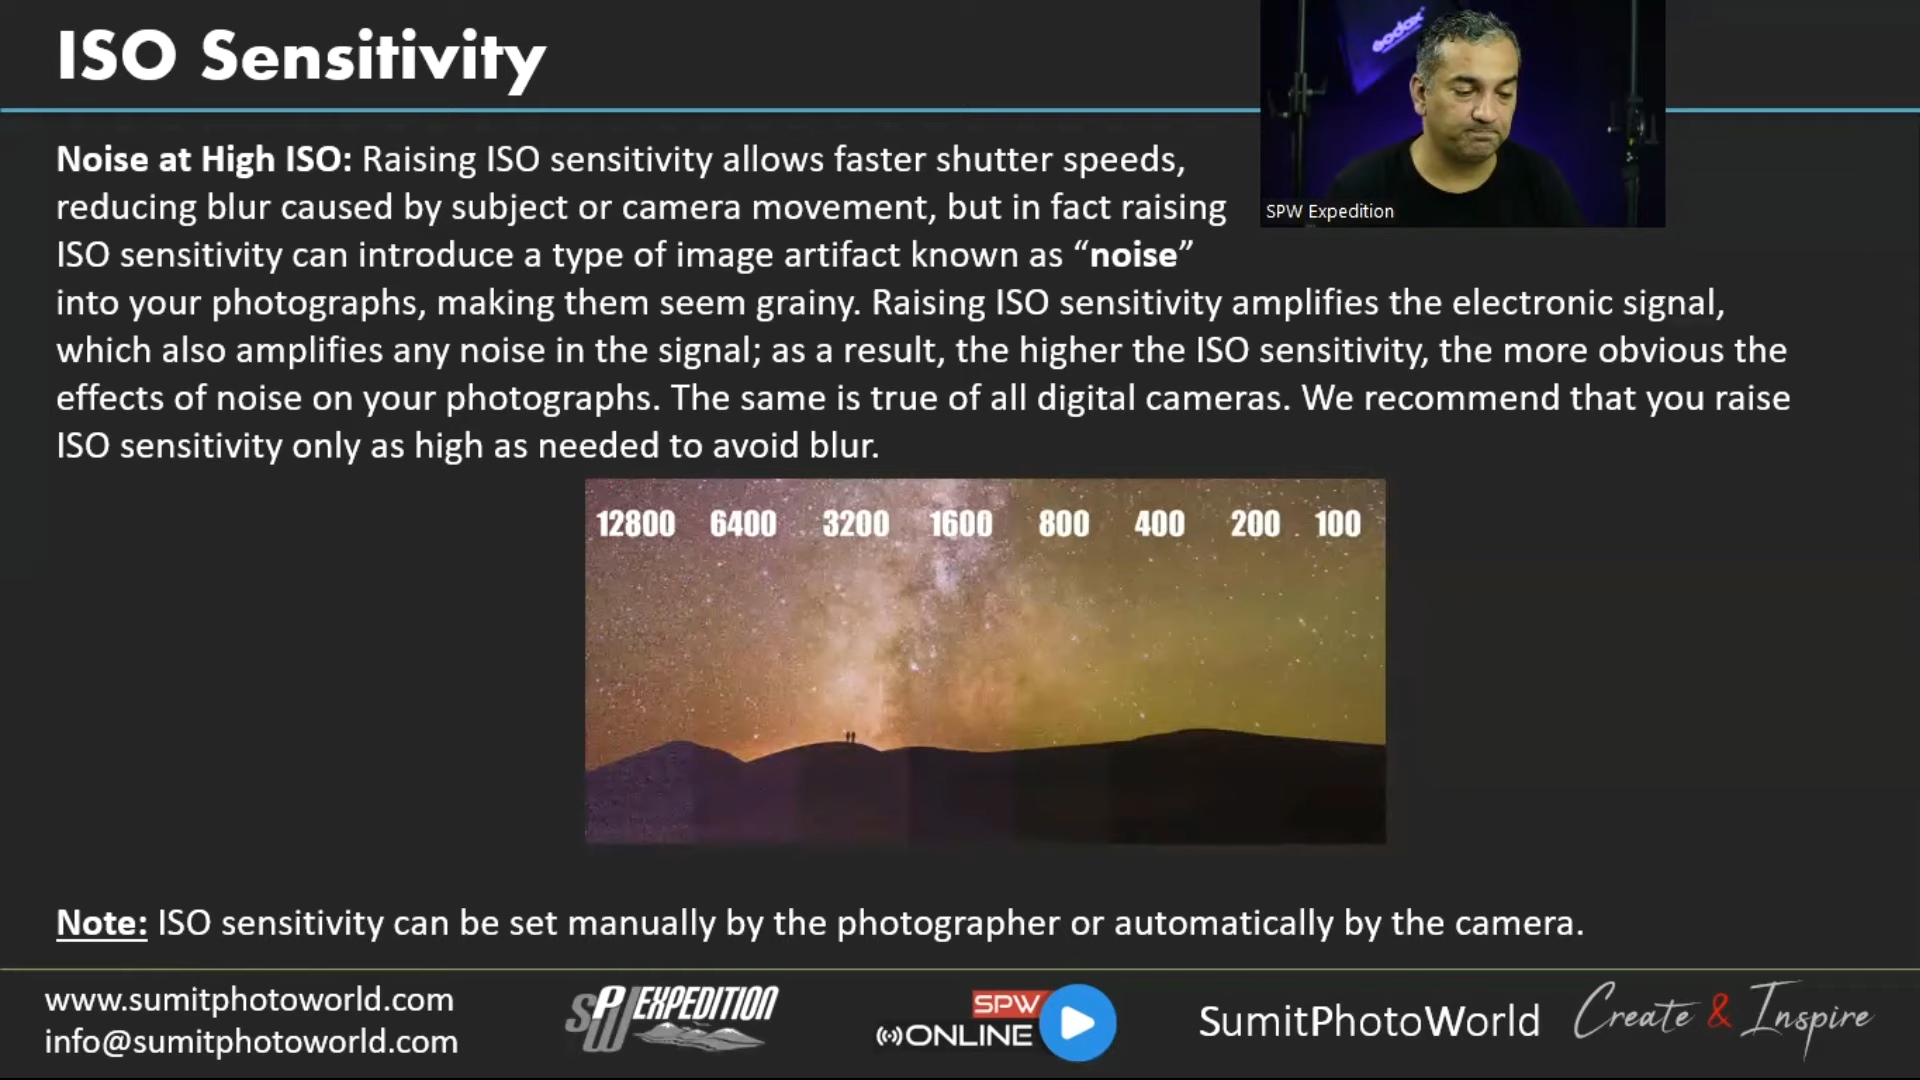 ISO Sensitivity
Godox
Noise at High ISO: Raising ISO sensitivity allows faster shutter speeds,
reducing blur caused by subject or camera movement, but in fact raising
ISO sensitivity can introduce a type of image artifact known as “noise”
into your photographs, making them seem grainy. Raising ISO sensitivity amplifies the electronic signal,
which also amplifies any noise in the signal; as a result, the higher the ISO sensitivity, the more obvious the
effects of noise on your photographs. The same is true of all digital cameras. We recommend that you raise
ISO sensitivity only as high as needed to avoid blur.
SPW Expedition
12800 6400 3200 1600 800 400 200 100
Note: ISO sensitivity can be set manually by the photographer or automatically by the camera.
www.sumitphotoworld.com
info@sumitphotoworld.com
SPW EXPEDITION
SPW
ONLINE
SumitPhotoWorld
Create & Inspire